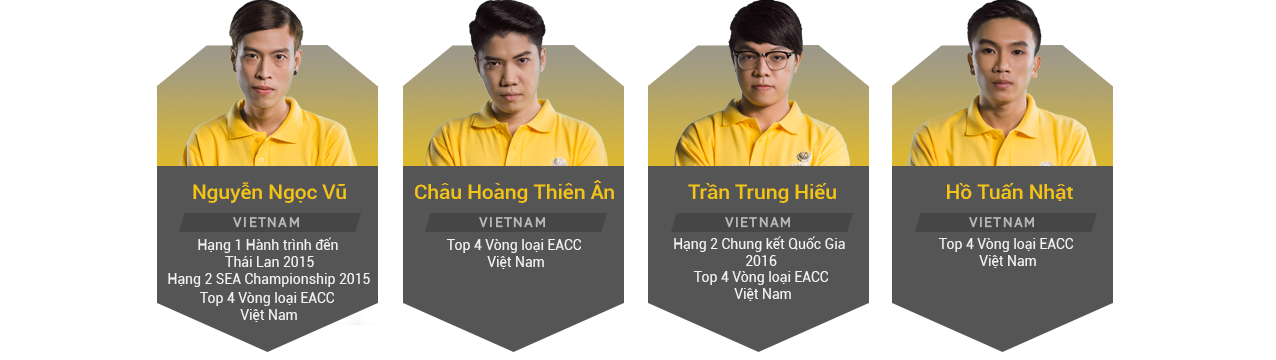 Nguyễn Ngọc Vũ
VIETNAM
Hạng 1 Hành trình đến
Thái Lan 2015
Hạng 2 SEA Championship 2015
Top 4 Vòng loại EACC
Việt Nam
Châu Hoàng Thiên Ân
VIETNAM
Top 4 Vòng loại EACC
Việt Nam
Trần Trung Hiếu
VIETNAM
Hạng 2 Chung kết Quốc Gia
2016
Top 4 Vòng loại EACC
Việt Nam
Hồ Tuấn Nhật
VIETNAM
Top 4 Vòng loại EACC
Việt Nam